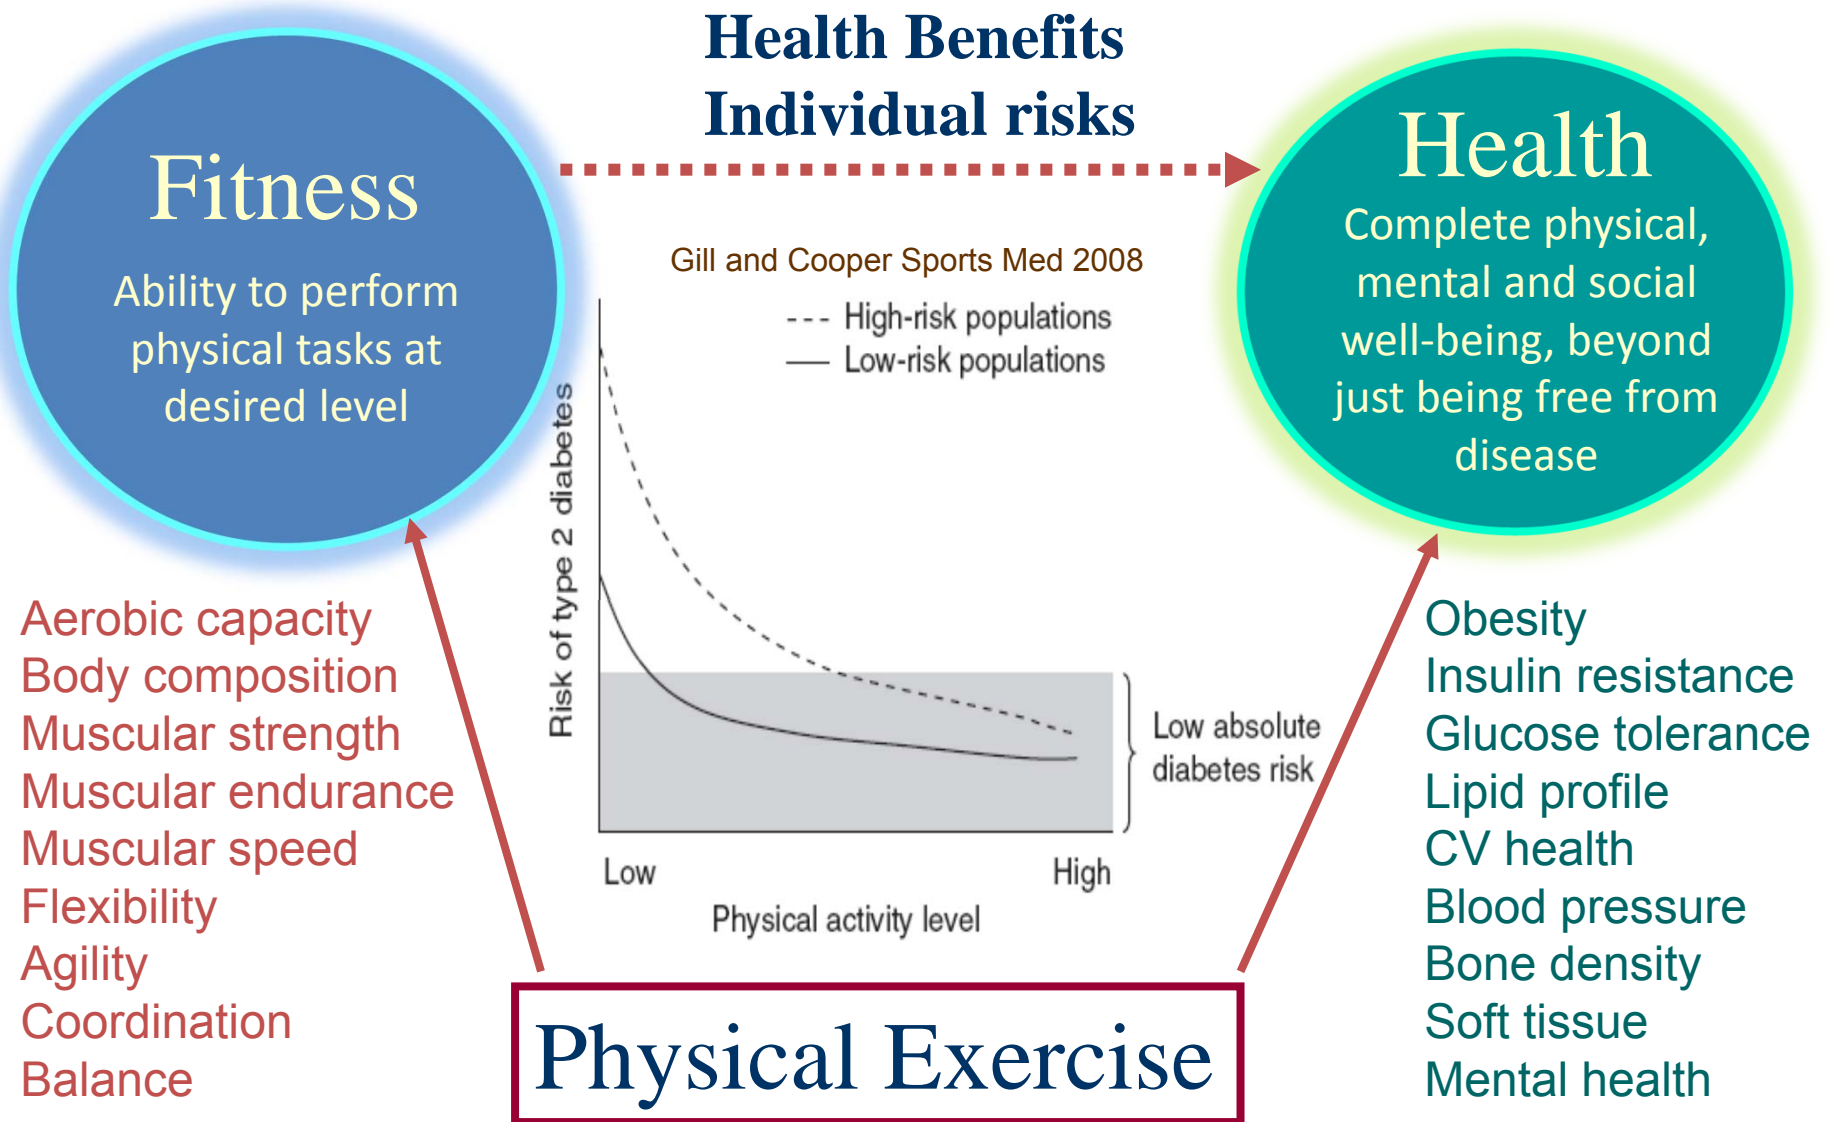 Health Benefits
Individual risks
Fitness
Ability to perform
physical tasks at
desired level
Health
Complete physical,
mental and social
well-being, beyond
just being free from
disease
Gill and Cooper Sports Med 2008
High-risk populations
Low-risk populations
Risk of type 2 diabetes
Low absolute
diabetes risk
Low
High
Physical activity level
Aerobic capacity
Body composition
Muscular strength
Muscular endurance
Muscular speed
Flexibility
Agility
Coordination
Balance
Obesity
Insulin resistance
Glucose tolerance
Lipid profile
CV health
Blood pressure
Bone density
Soft tissue
Mental health
Physical Exercise